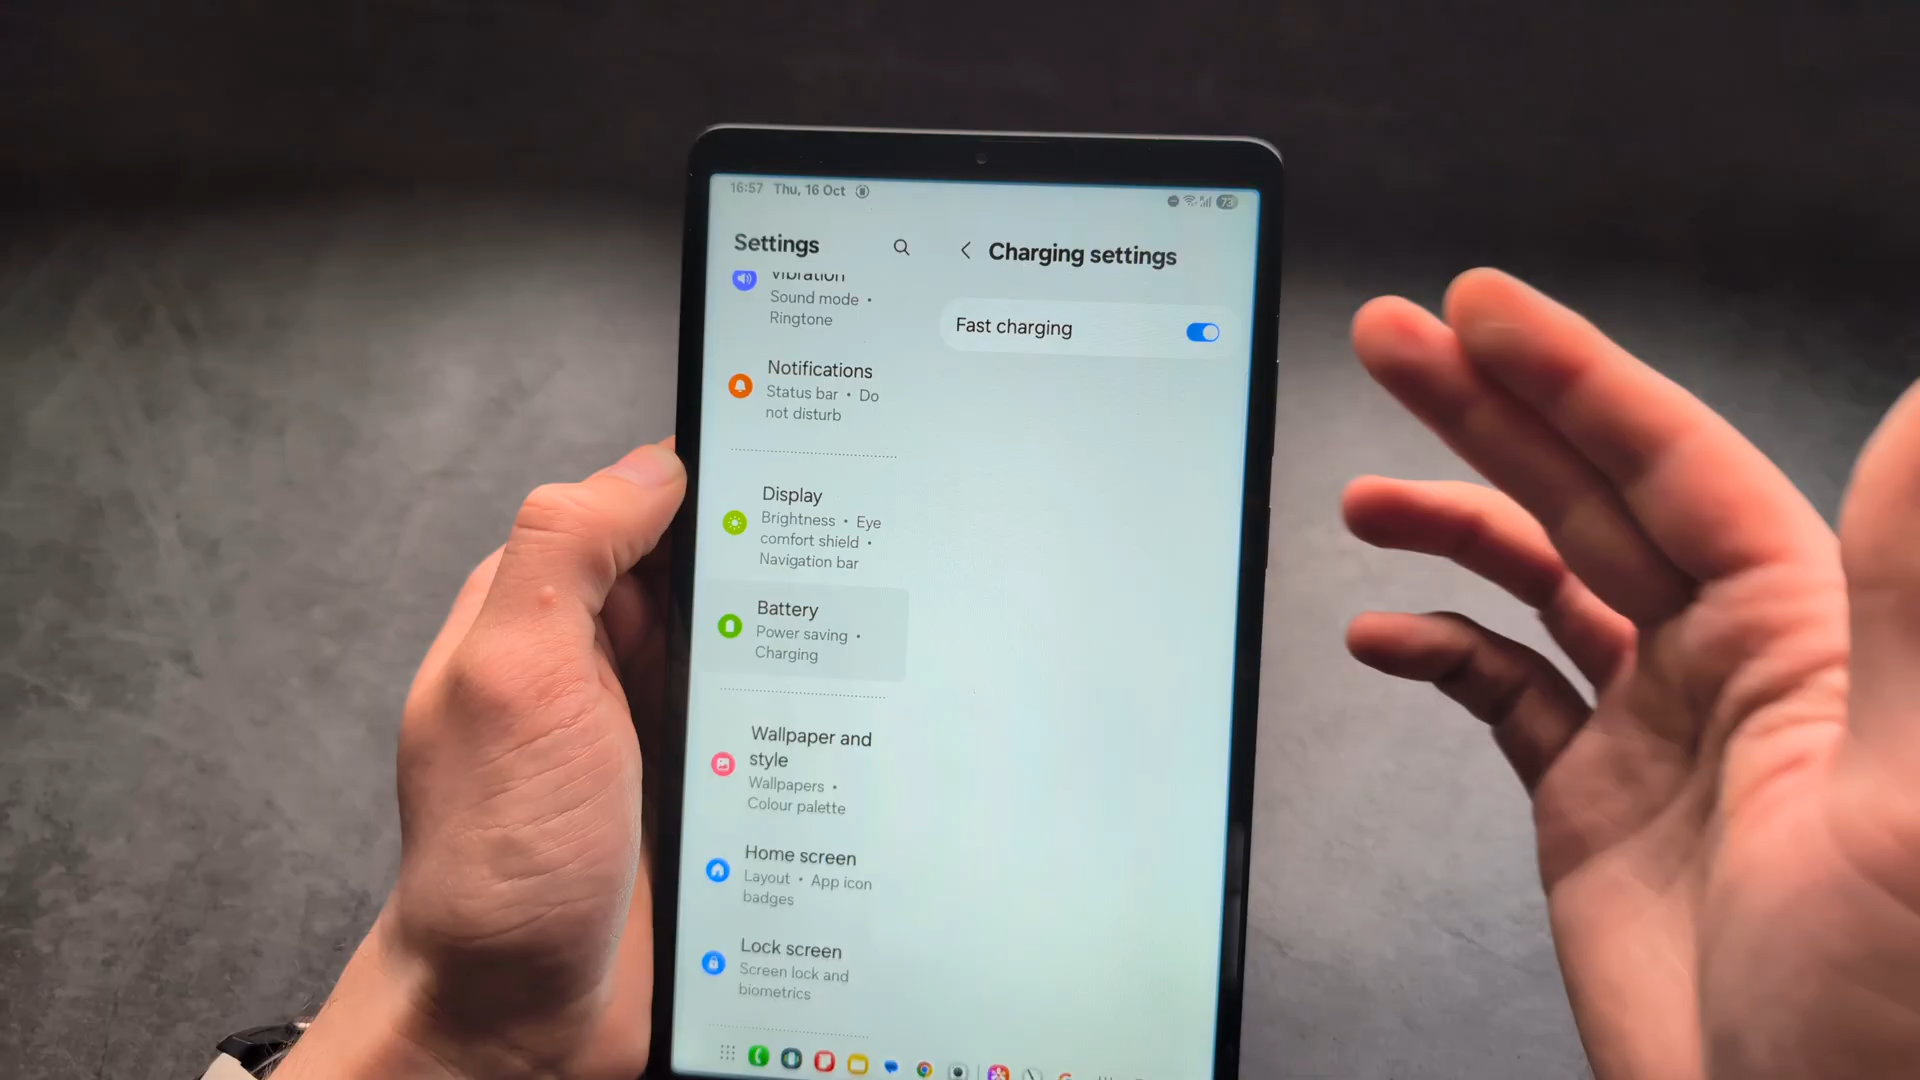 16:57 Thu, 16 Oct
73
Settings
Charging settings
vibration
Sound mode •
Ringtone
Fast charging
Notifications
Status bar • Do
not disturb
Display
Brightness • Eye
comfort shield •
Navigation bar
Battery
Power saving •
Charging
Wallpaper and
style
Wallpapers •
Colour palette
Home screen
Layout • App icon
badges
Lock screen
Screen lock and
biometrics